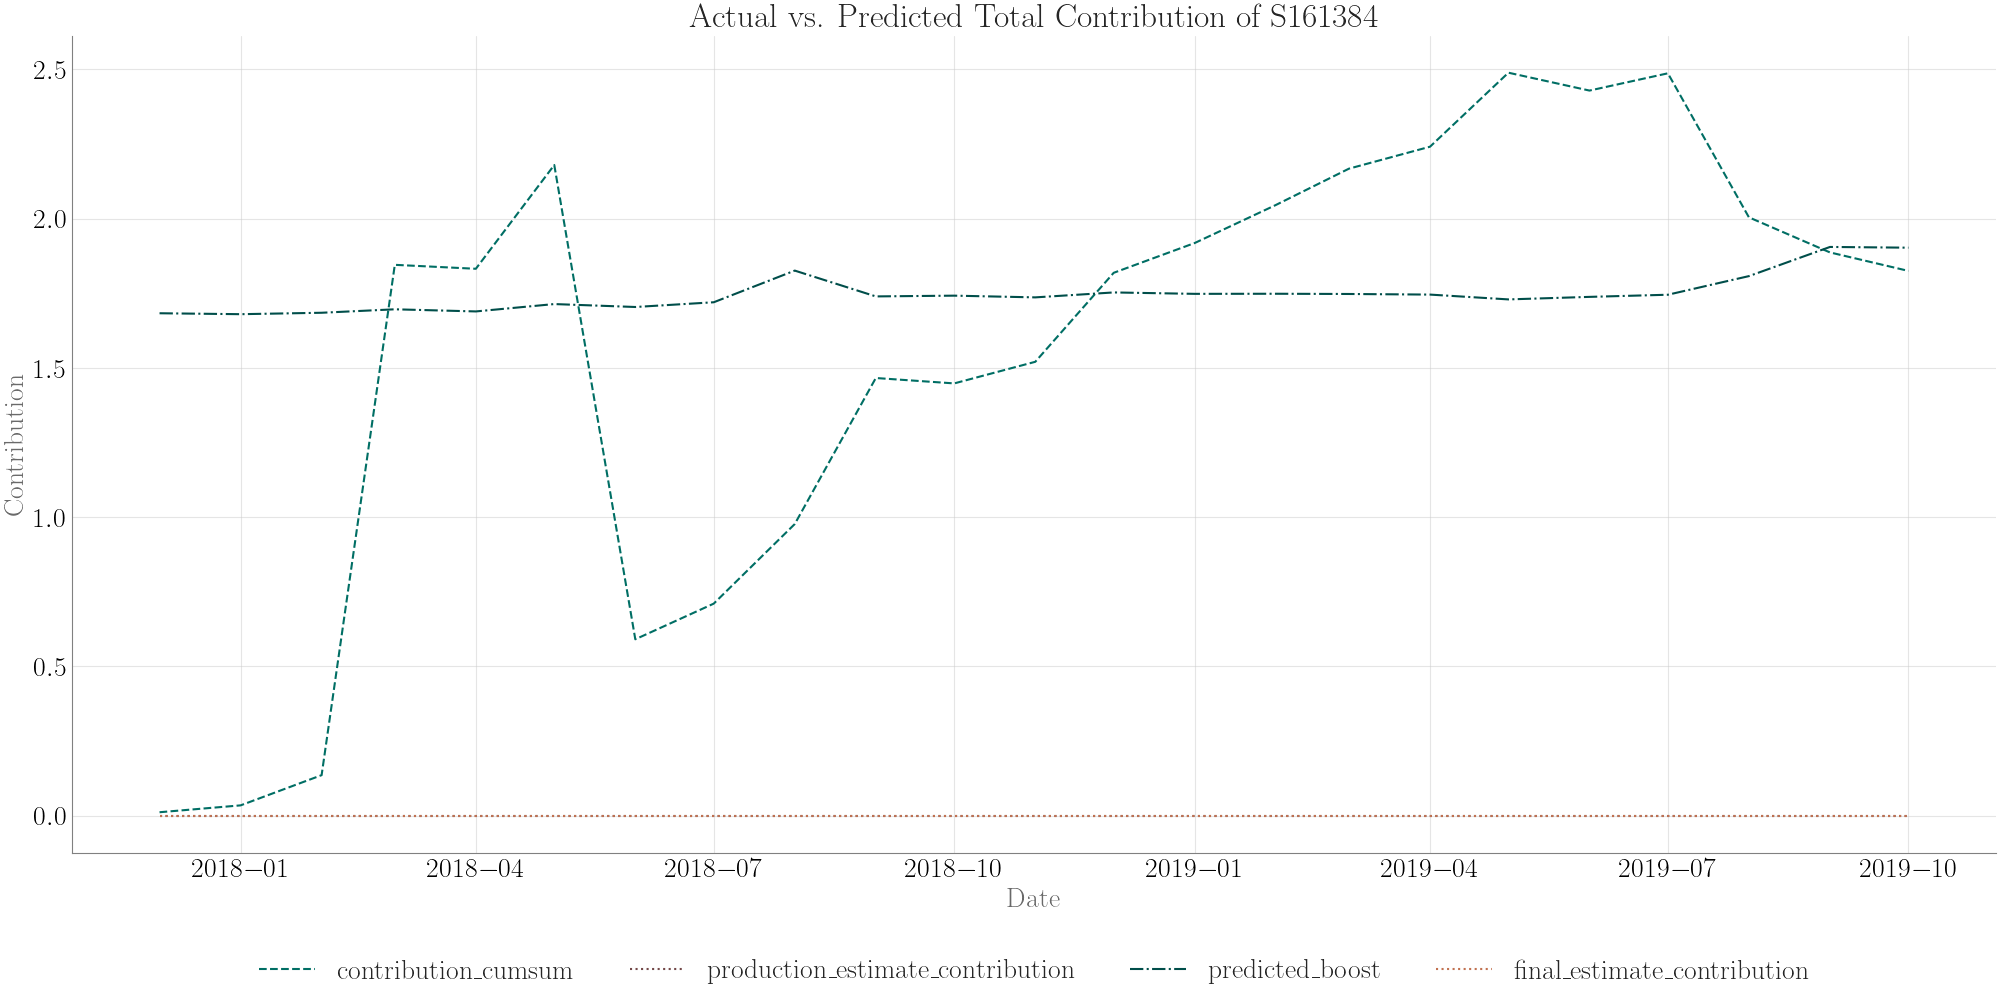 Actual vs. Predicted Total Contribution of S161384
2.5
2.0
1.5
1.0
0.5
0.0
Contribution
2018−01 2018−04 2018−07 2018−10 2019−01 2019−04 2019−07 2019−10
Date
contribution_cumsum production_estimate_contribution predicted_boost final_estimate_contribution